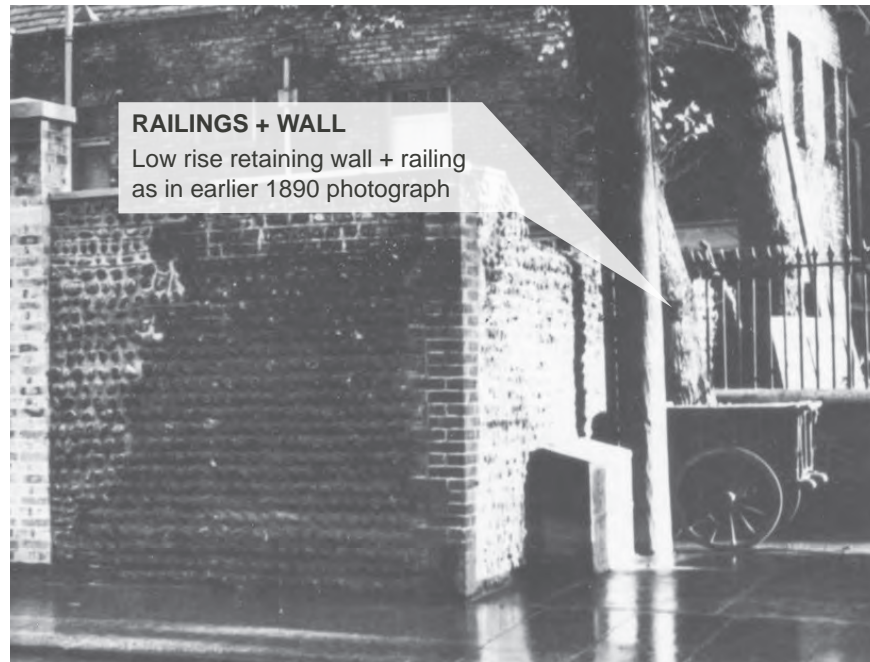 RAILINGS + WALL
Low rise retaining wall + railing
as in earlier 1890 photograph